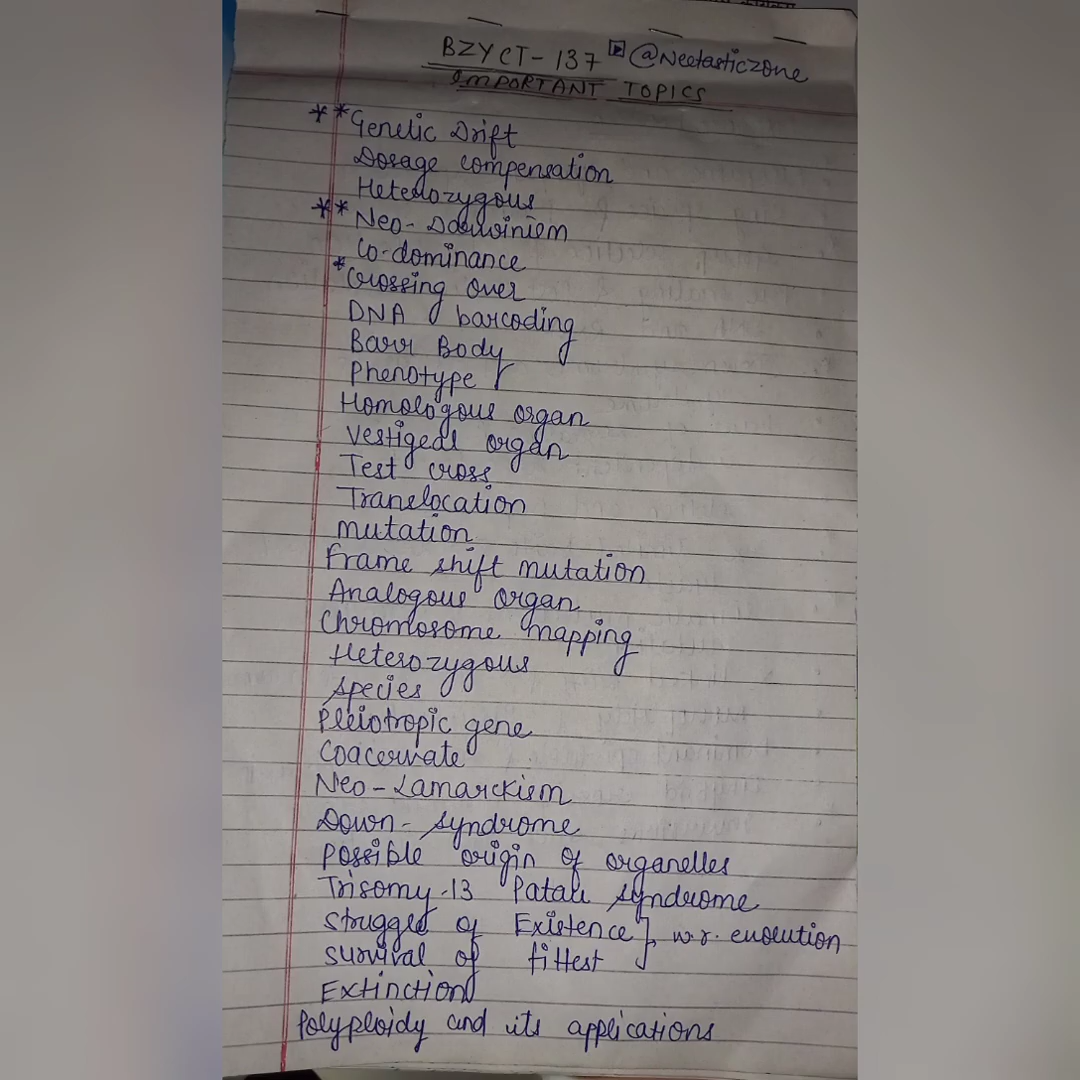 BZYCT-137 @Neetasticzone
IMPORTANT TOPICS
** Genetic Drift
Dosage compensation
Heterozygous
** Neo-Darwinism
Co-dominance
* Crossing Over
DNA barcoding
Barr Body
Phenotype
Homologous organ
Vestigeal organ
Test cross
Translocation
mutation
Frame shift mutation
Analogous organ
Chromosome mapping
Heterozygous
species
Pleiotropic gene
Coacervate
Neo-Lamarckism
Down-syndrome
Possible origin of organelles
Trisomy-13 Patau syndrome
struggle of Existence } w.r. evolution
survival of fittest
Extinction
Polyploidy and its applications